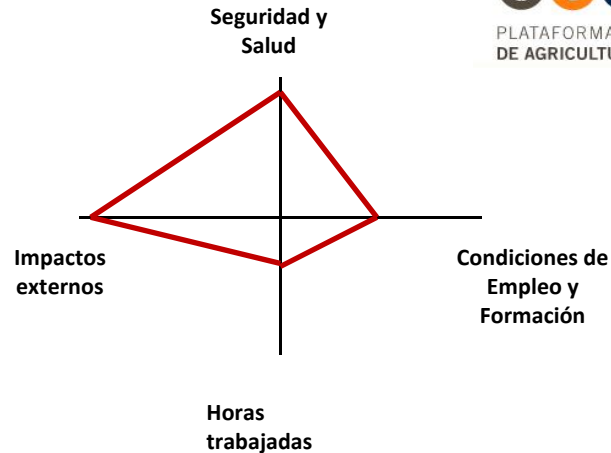 Seguridad y
Salud
PLATAFORMA
DE AGRICULTU
Impactos
externos
Condiciones de
Empleo y
Formación
Horas
trabajadas